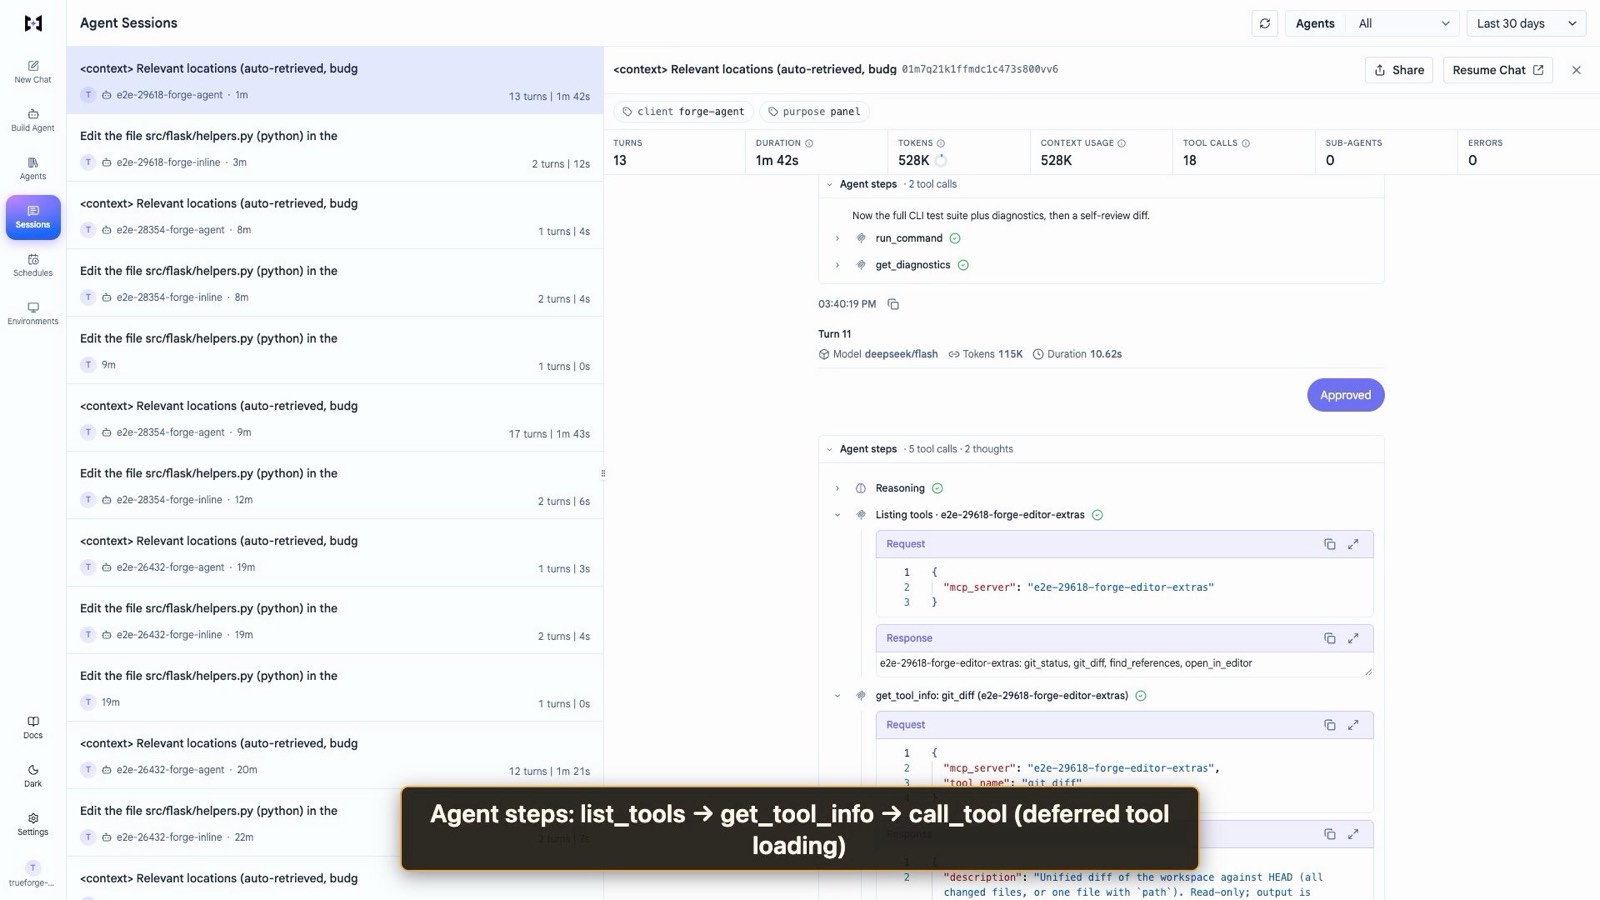 Agent Sessions
Agents
All
Last 30 days
New Chat
Build Agent
Agents
Sessions
Schedules
Environments
Docs
Dark
Settings
T
trueforge-...
<context> Relevant locations (auto-retrieved, budg
T e2e-29618-forge-agent · 1m
13 turns | 1m 42s
Edit the file src/flask/helpers.py (python) in the
T e2e-29618-forge-inline · 3m
2 turns | 12s
<context> Relevant locations (auto-retrieved, budg
T e2e-28354-forge-agent · 8m
1 turns | 4s
Edit the file src/flask/helpers.py (python) in the
T e2e-28354-forge-inline · 8m
2 turns | 4s
Edit the file src/flask/helpers.py (python) in the
T 9m
1 turns | 0s
<context> Relevant locations (auto-retrieved, budg
T e2e-28354-forge-agent · 9m
17 turns | 1m 43s
Edit the file src/flask/helpers.py (python) in the
T e2e-28354-forge-inline · 12m
2 turns | 6s
<context> Relevant locations (auto-retrieved, budg
T e2e-26432-forge-agent · 19m
1 turns | 3s
Edit the file src/flask/helpers.py (python) in the
T e2e-26432-forge-inline · 19m
2 turns | 4s
Edit the file src/flask/helpers.py (python) in the
T 19m
1 turns | 0s
<context> Relevant locations (auto-retrieved, budg
T e2e-26432-forge-agent · 20m
12 turns | 1m 21s
Edit the file src/flask/helpers.py (python) in the
T e2e-26432-forge-inline · 22m
<context> Relevant locations (auto-retrieved, budg
<context> Relevant locations (auto-retrieved, budg 01m7q21k1ffmdc1c473s800vv6
Share
Resume Chat
client forge-agent
purpose panel
TURNS
13
DURATION
1m 42s
TOKENS
528K
CONTEXT USAGE
528K
TOOL CALLS
18
SUB-AGENTS
0
ERRORS
0
Agent steps · 2 tool calls
Now the full CLI test suite plus diagnostics, then a self-review diff.
run_command
get_diagnostics
03:40:19 PM
Turn 11
Model deepseek/flash Tokens 115K Duration 10.62s
Approved
Agent steps · 5 tool calls · 2 thoughts
Reasoning
Listing tools · e2e-29618-forge-editor-extras
Request
1 {
2 "mcp_server": "e2e-29618-forge-editor-extras"
3 }
Response
e2e-29618-forge-editor-extras: git_status, git_diff, find_references, open_in_editor
get_tool_info: git_diff (e2e-29618-forge-editor-extras)
Request
1 {
2 "mcp_server": "e2e-29618-forge-editor-extras",
3 "tool_name": "git_diff"
Response
2 "description": "Unified diff of the workspace against HEAD (all
changed files, or one file with `path`). Read-only; output is
Agent steps: list_tools → get_tool_info → call_tool (deferred tool
loading)